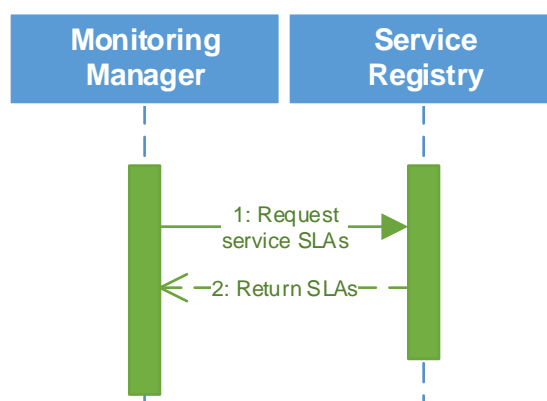 Monitoring
Manager
Service
Registry
1: Request
service SLAs
2: Return SLAs